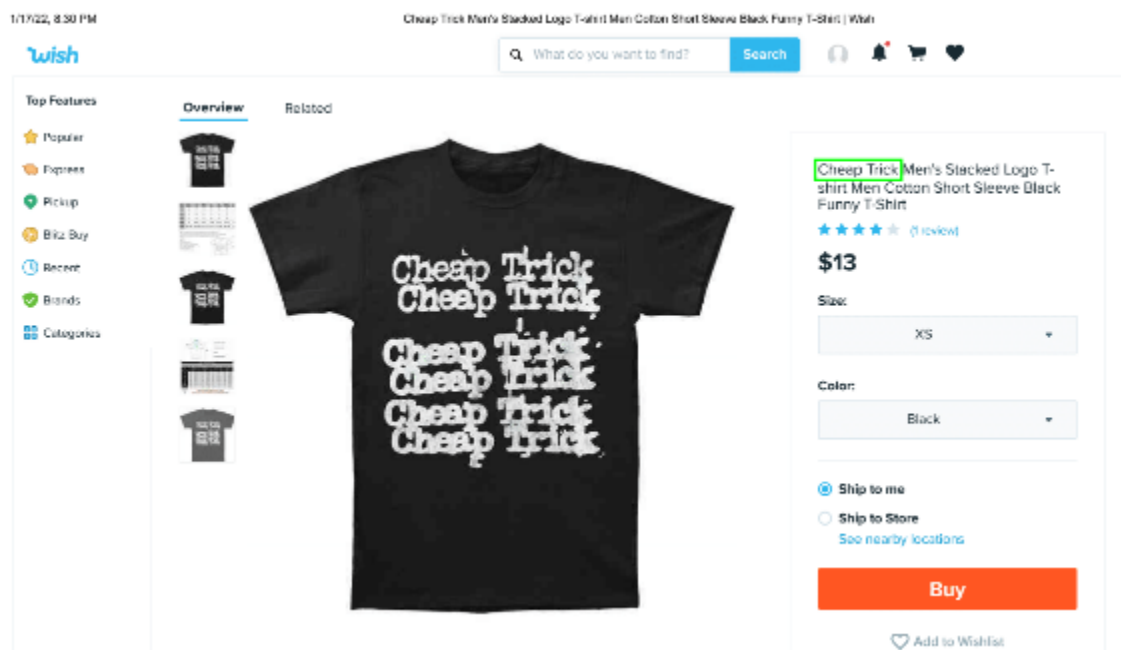 1/17/22, 8:30 PM
Cheap Trick Men's Stacked Logo T-shirt Men Cotton Short Sleeve Black Funny T-Shirt | Wish
wish
What do you want to find?
Search
Top Features
Popular
Express
Pickup
Blitz Buy
Recent
Brands
Categories
Overview
Related
Cheap Trick
Cheap Trick
Cheap Trick
Cheap Trick
Cheap Trick
Cheap Trick
Cheap Trick Men's Stacked Logo T-
shirt Men Cotton Short Sleeve Black
Funny T-Shirt
(1 review)
$13
Size:
XS
Color:
Black
Ship to me
Ship to Store
See nearby locations
Buy
Add to Wishlist